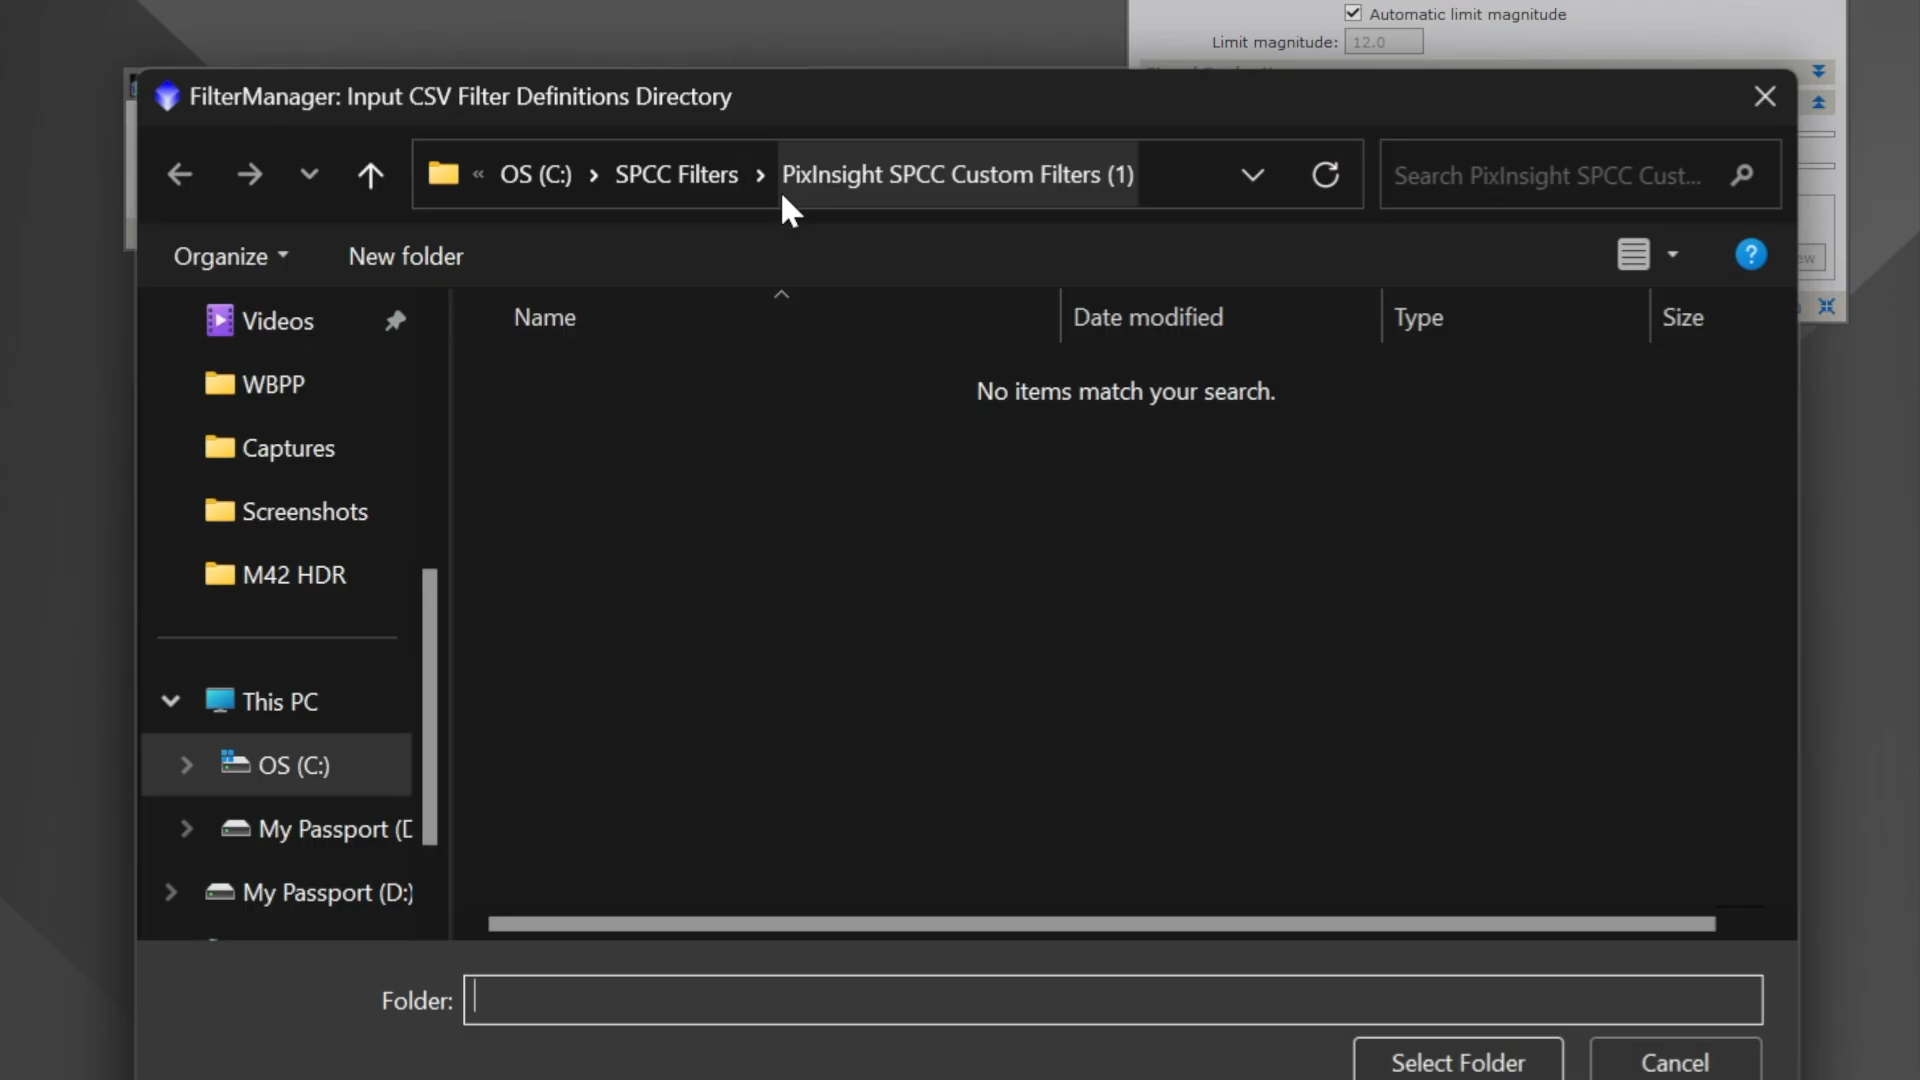 Automatic limit magnitude
Limit magnitude: 12.0
FilterManager: Input CSV Filter Definitions Directory
« OS (C:) › SPCC Filters › PixInsight SPCC Custom Filters (1)
Search PixInsight SPCC Cust...
Organize
New folder
?
Videos
Name
Date modified
Type
Size
No items match your search.
WBPP
Captures
Screenshots
M42 HDR
This PC
OS (C:)
My Passport (D
My Passport (D:)
Folder:
Select Folder
Cancel